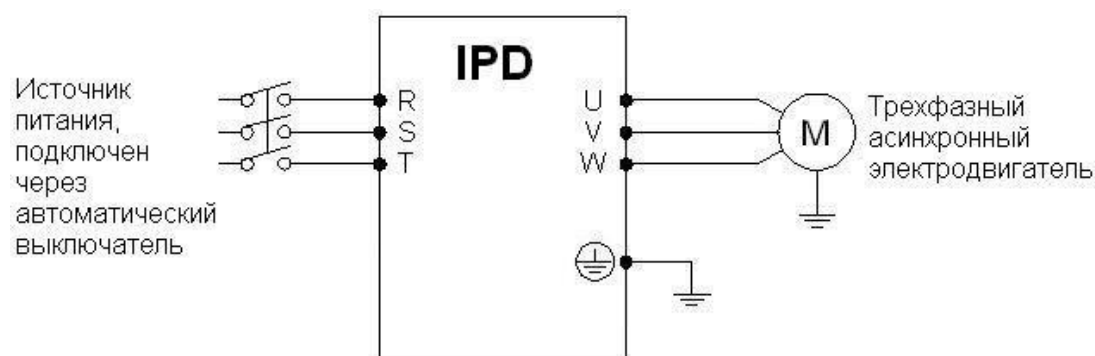 IPD
Источник
питания,
подключен
через
автоматический
выключатель
R
S
T
U
V
W
M
Трехфазный
асинхронный
электродвигатель